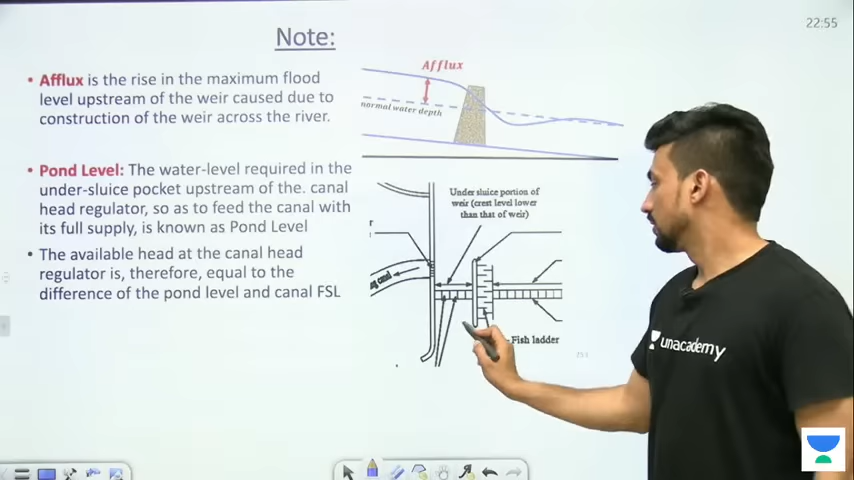 22:55
Note:
• Afflux is the rise in the maximum flood
level upstream of the weir caused due to
construction of the weir across the river.
• Pond Level: The water-level required in the
under-sluice pocket upstream of the. canal
head regulator, so as to feed the canal with
its full supply, is known as Pond Level
• The available head at the canal head
regulator is, therefore, equal to the
difference of the pond level and canal FSL
Afflux
normal water depth
Under sluice portion of
weir (crest level lower
than that of weir)
r
canal
Fish ladder
unacademy